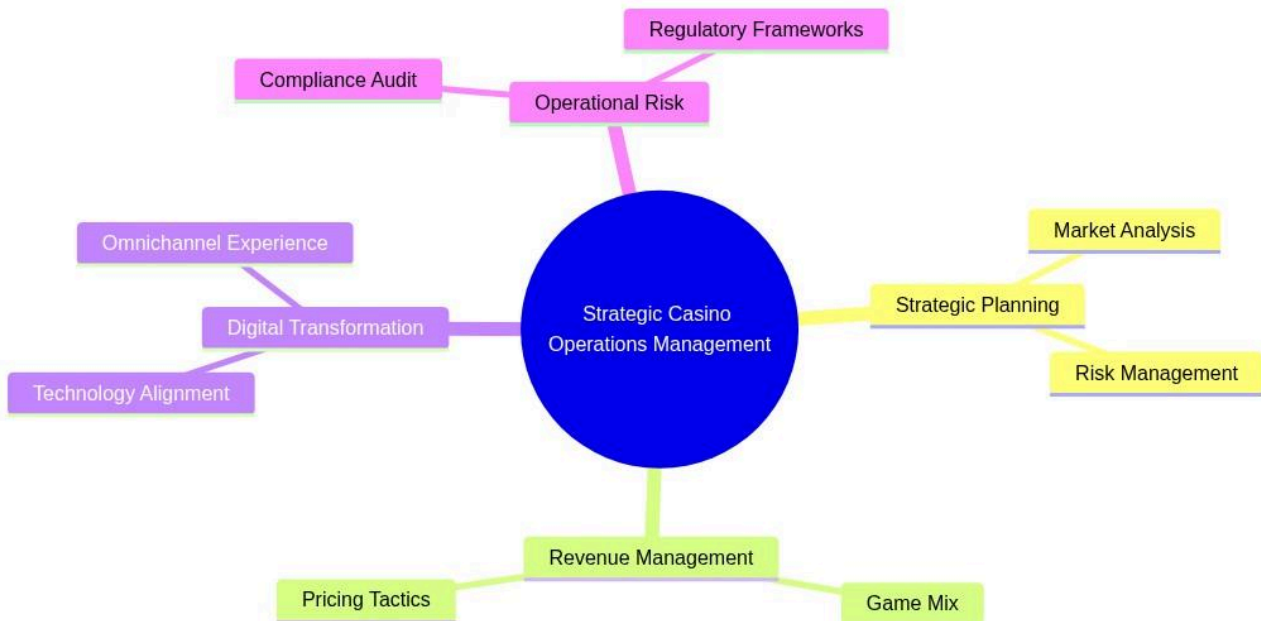 Regulatory Frameworks
Compliance Audit
Operational Risk
Omnichannel Experience
Market Analysis
Strategic Planning
Strategic Casino
Operations Management
Digital Transformation
Risk Management
Technology Alignment
Revenue Management
Pricing Tactics
Game Mix